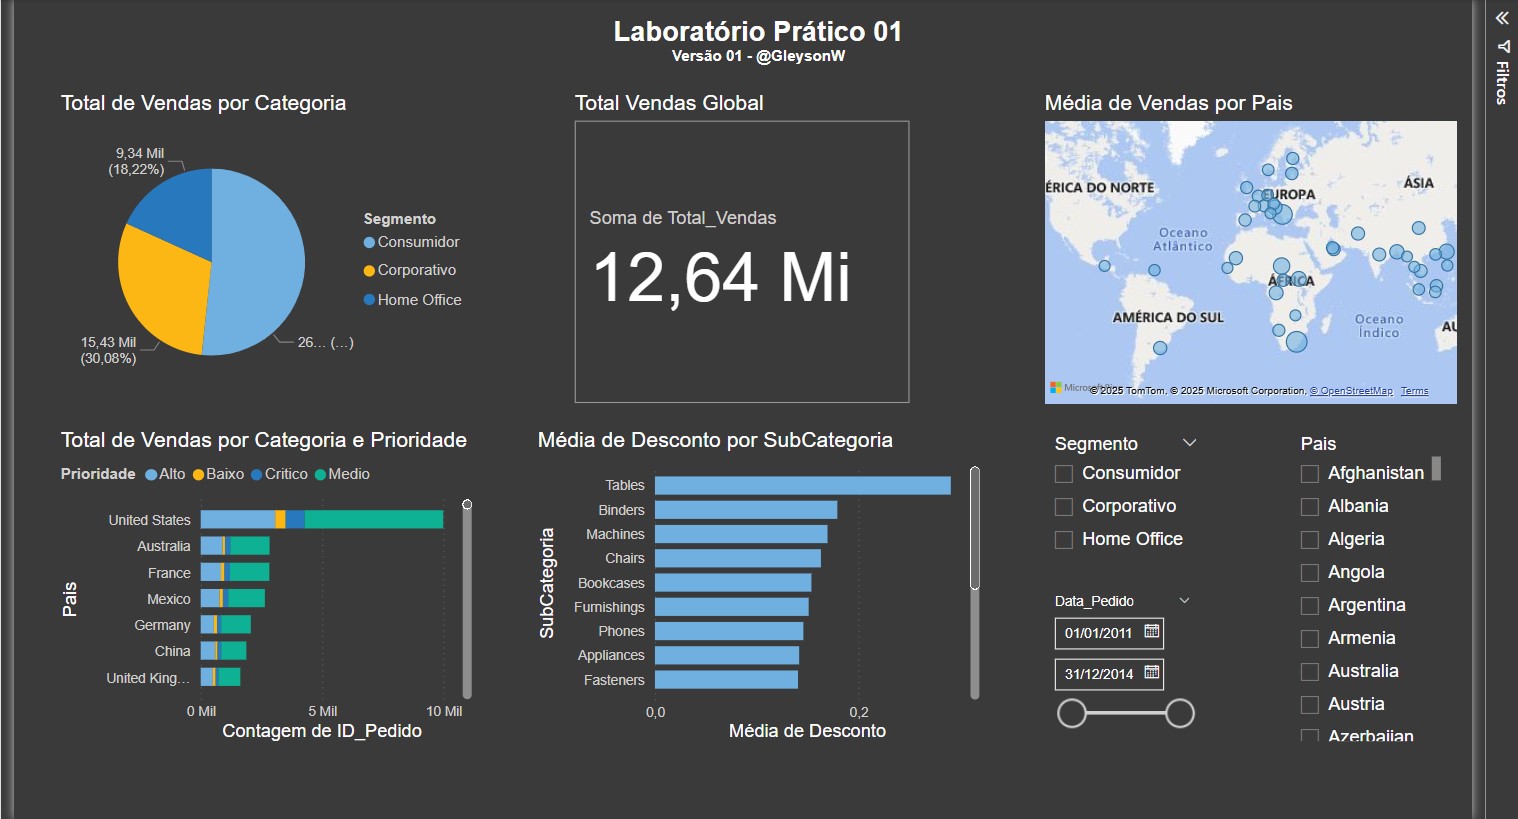 Laboratório Prático 01
Versão 01 - @GleysonW
Filtros
Total de Vendas por Categoria
9,34 Mil
(18,22%)
15,43 Mil
(30,08%)
26... (...)
Segmento
Consumidor
Corporativo
Home Office
Total Vendas Global
Soma de Total_Vendas
12,64 Mi
Média de Vendas por Pais
ÉRICA DO NORTE
EUROPA
ÁSIA
Oceano
Atlântico
ÁFRICA
AMÉRICA DO SUL
Oceano
Índico
AU
Microsoft
© 2025 TomTom, © 2025 Microsoft Corporation, © OpenStreetMap Terms
Total de Vendas por Categoria e Prioridade
Prioridade Alto Baixo Critico Medio
Pais
United States
Australia
France
Mexico
Germany
China
United King...
0 Mil 5 Mil 10 Mil
Contagem de ID_Pedido
Média de Desconto por SubCategoria
SubCategoria
Tables
Binders
Machines
Chairs
Bookcases
Furnishings
Phones
Appliances
Fasteners
0,0 0,2
Média de Desconto
Segmento
Consumidor
Corporativo
Home Office
Data_Pedido
01/01/2011
31/12/2014
Pais
Afghanistan
Albania
Algeria
Angola
Argentina
Armenia
Australia
Austria
Azerbaijan